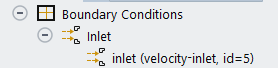 Boundary Conditions
Inlet
inlet (velocity-inlet, id=5)